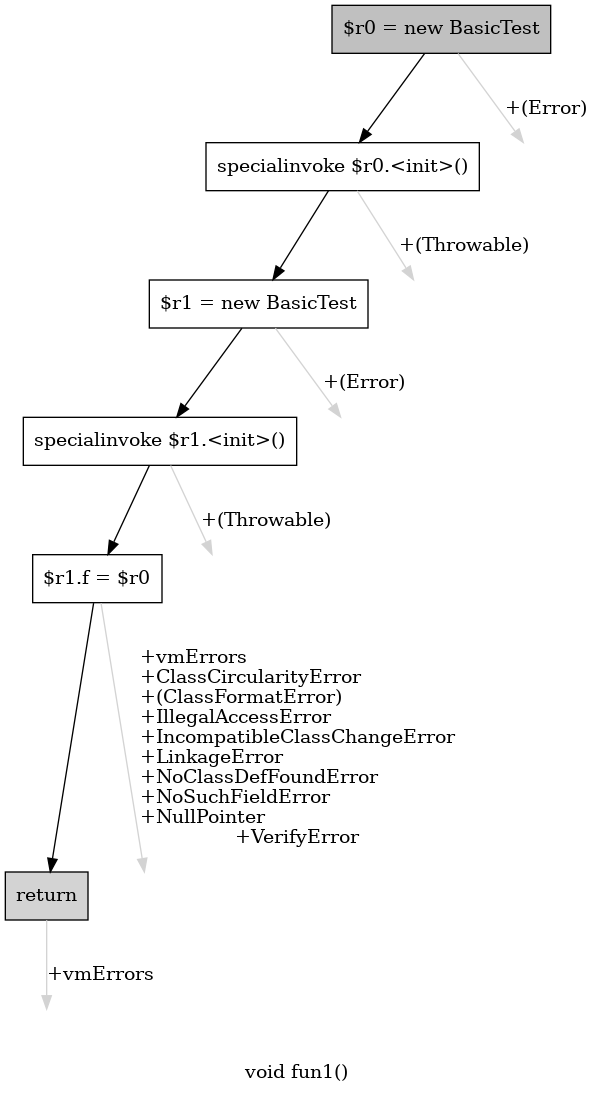 $r0 = new BasicTest
+(Error)
specialinvoke $r0.<init>()
+(Throwable)
$r1 = new BasicTest
+(Error)
specialinvoke $r1.<init>()
+(Throwable)
$r1.f = $r0
+vmErrors
+ClassCircularityError
+(ClassFormatError)
+IllegalAccessError
+IncompatibleClassChangeError
+LinkageError
+NoClassDefFoundError
+NoSuchFieldError
+NullPointer
+VerifyError
return
+vmErrors
void fun1()